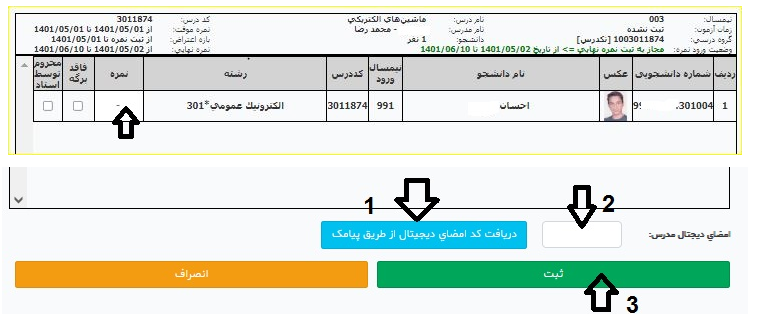 نیمسال: 003 نام درس: ماشین‌های الکتریکی کد درس: 3011874
زمان آزمون: ثبت نشده نام مدرس: - محمد رضا نمره موقت: از 1401/05/01 تا 1401/05/01
گروه درسی: 1003011874 [تکدرس] دانشجو: 1 نفر بازه اعتراض: از ثبت نمره تا 1401/05/01
وضعیت ورود نمره: مجاز به ثبت نمره نهایی => از تاریخ 1401/05/02 تا 1401/06/10 نمره نهایی: از 1401/05/02 تا 1401/06/10
ردیف شماره دانشجویی عکس نام دانشجو نیمسال ورود کددرس رشته نمره فاقد برگه محروم توسط استاد
1 301004. 9 احسان 991 3011874 الکترونیک عمومی*301 -
1
2
امضای دیجیتال مدرس: دریافت کد امضای دیجیتال از طریق پیامک
ثبت انصراف
3